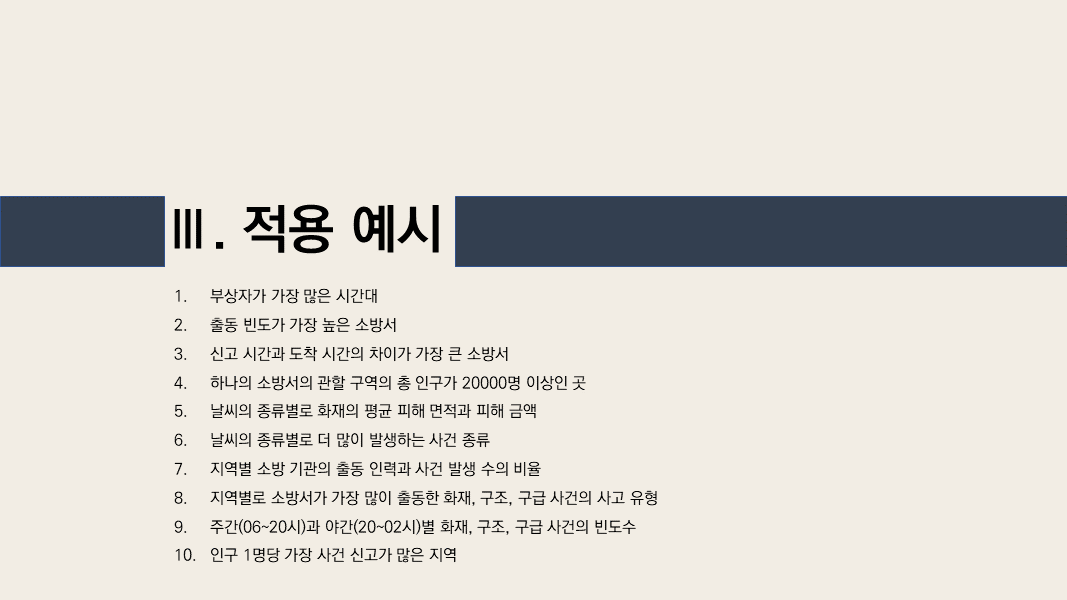 Ⅲ. 적용 예시
1. 부상자가 가장 많은 시간대
2. 출동 빈도가 가장 높은 소방서
3. 신고 시간과 도착 시간의 차이가 가장 큰 소방서
4. 하나의 소방서의 관할 구역의 총 인구가 20000명 이상인 곳
5. 날씨의 종류별로 화재의 평균 피해 면적과 피해 금액
6. 날씨의 종류별로 더 많이 발생하는 사건 종류
7. 지역별 소방 기관의 출동 인력과 사건 발생 수의 비율
8. 지역별로 소방서가 가장 많이 출동한 화재, 구조, 구급 사건의 사고 유형
9. 주간(06~20시)과 야간(20~02시)별 화재, 구조, 구급 사건의 빈도수
10. 인구 1명당 가장 사건 신고가 많은 지역